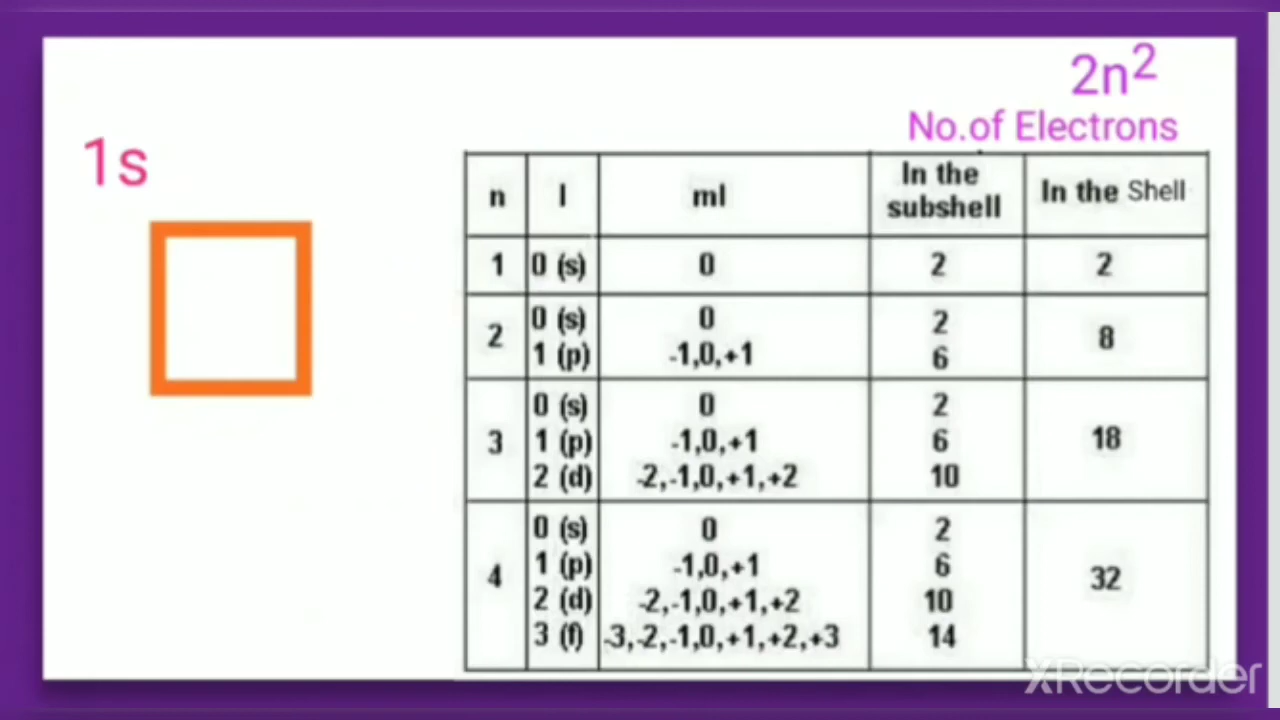 2n²
No.of Electrons
1s
n l ml In the subshell In the Shell
1 0 (s) 0 2 2
2 0 (s) 0 2 8
1 (p) -1,0,+1 6
3 0 (s) 0 2 18
1 (p) -1,0,+1 6
2 (d) -2,-1,0,+1,+2 10
4 0 (s) 0 2 32
1 (p) -1,0,+1 6
2 (d) -2,-1,0,+1,+2 10
3 (f) -3,-2,-1,0,+1,+2,+3 14
XRecorder